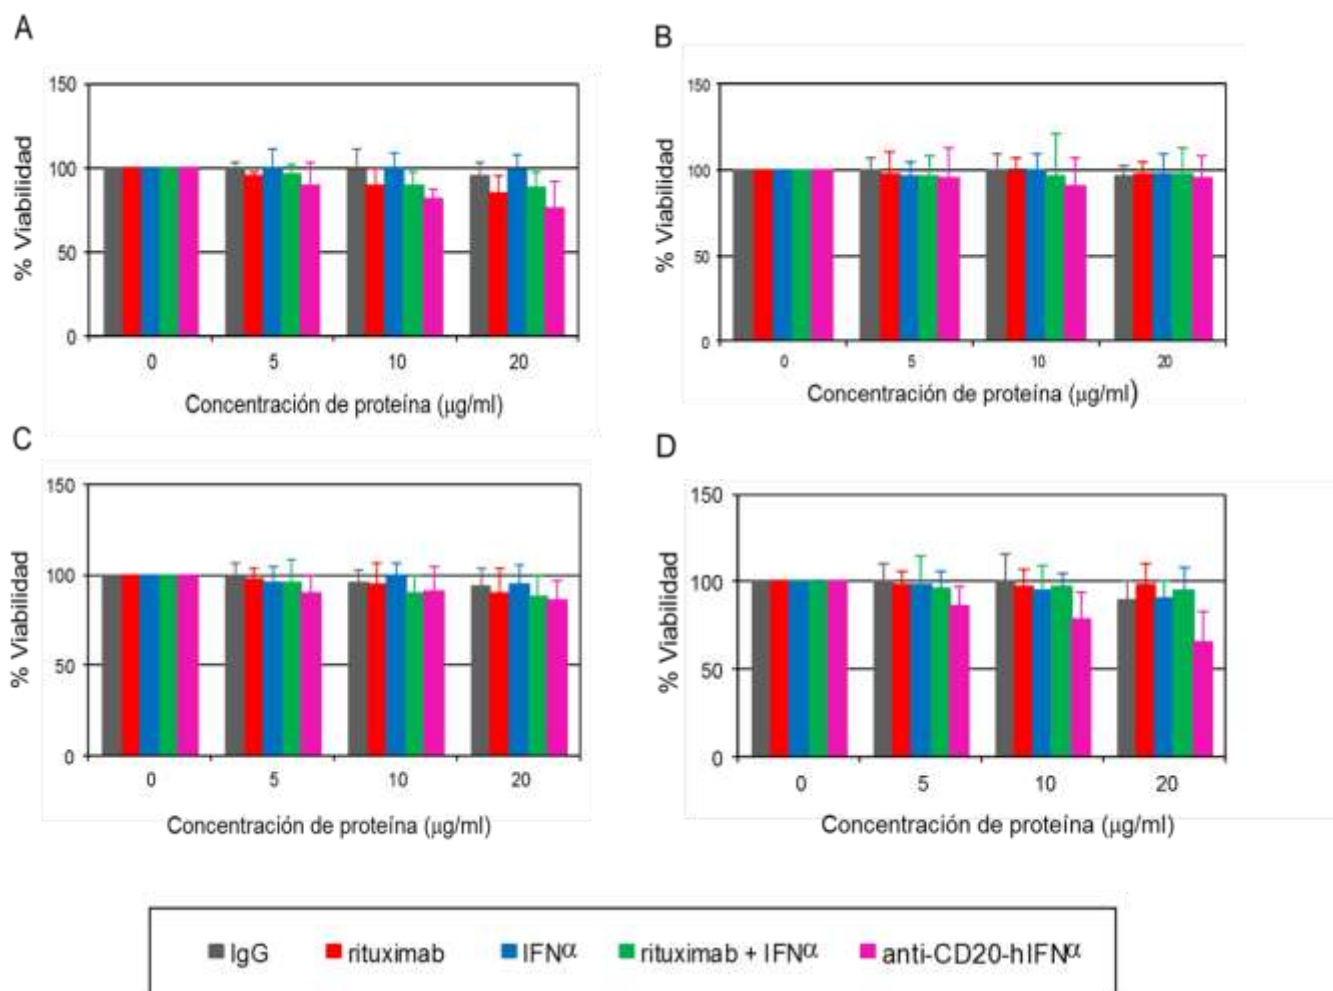 A
150
100
50
0
% Viabilidad
0 5 10 20
Concentración de proteína (µg/ml)
B
150
100
50
0
% Viabilidad
0 5 10 20
Concentración de proteína (µg/ml)
C
150
100
50
0
% Viabilidad
0 5 10 20
Concentración de proteína (µg/ml)
D
150
100
50
0
% Viabilidad
0 5 10 20
Concentración de proteína (µg/ml)
IgG rituximab IFNα rituximab + IFNα anti-CD20-hIFNα